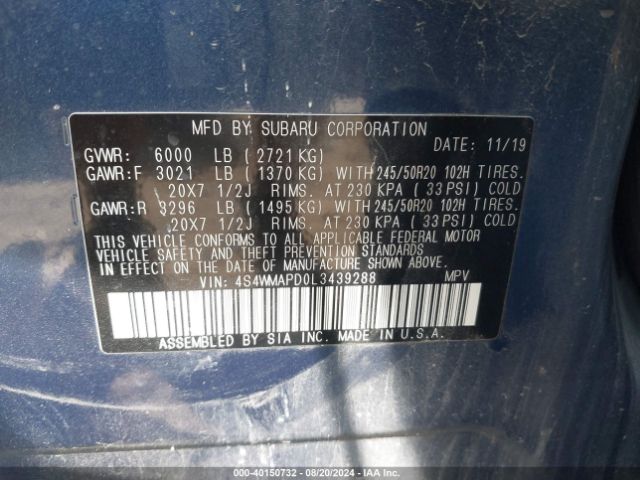 MFD BY SUBARU CORPORATION
DATE: 11/19
GVWR: 6000 LB ( 2721 KG)
GAWR:F 3021 LB ( 1370 KG) WITH 245/50R20 102H TIRES.
20X7 1/2J RIMS. AT 230 KPA ( 33 PSI) COLD
GAWR:R 3296 LB ( 1495 KG) WITH 245/50R20 102H TIRES.
20X7 1/2J RIMS. AT 230 KPA ( 33 PSI) COLD
THIS VEHICLE CONFORMS TO ALL APPLICABLE FEDERAL MOTOR
VEHICLE SAFETY AND THEFT PREVENTION STANDARDS
IN EFFECT ON THE DATE OF MANUFACTURE SHOWN ABOVE.
VIN: 4S4WMAPD0L3439288 MPV
ASSEMBLED BY SIA INC. MADE IN U.S.A.
000-40150732 - 08/20/2024 - IAA Inc.